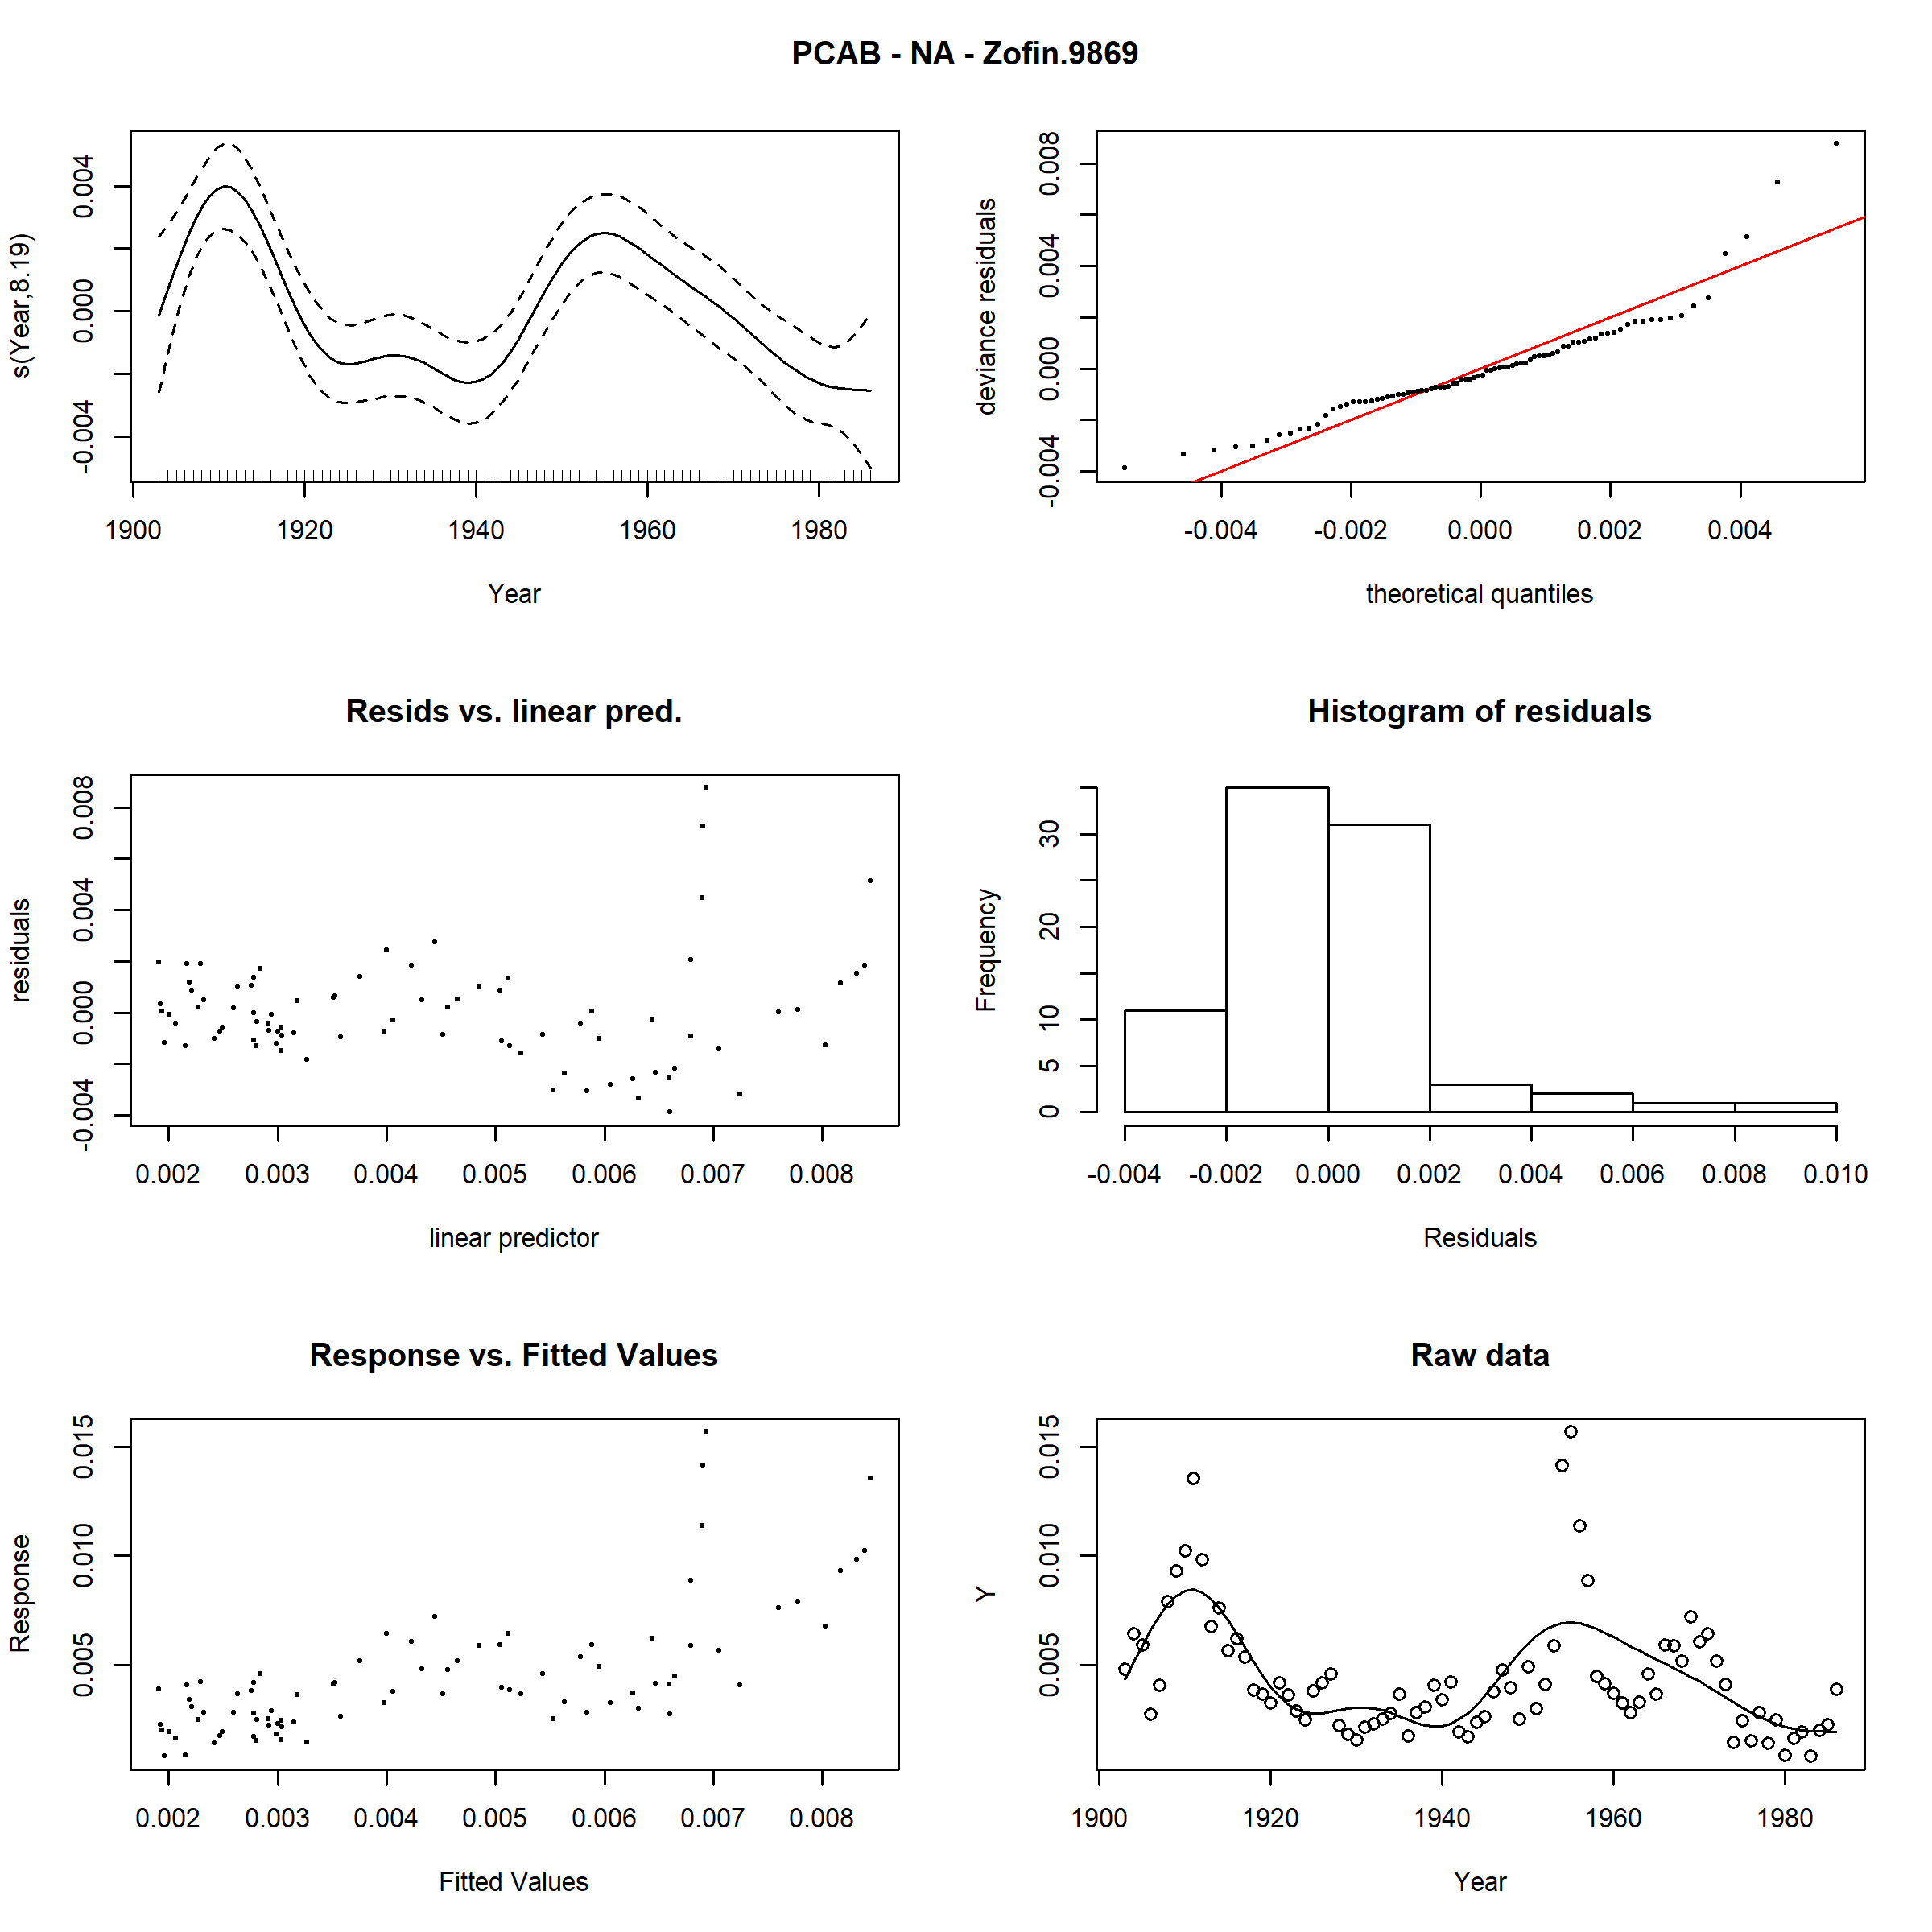 PCAB - NA - Zofin.9869
s(Year,8.19)
0.004
0.000
-0.004
1900 1920 1940 1960 1980
Year
deviance residuals
0.008
0.004
0.000
-0.004
-0.004 -0.002 0.000 0.002 0.004
theoretical quantiles
Resids vs. linear pred.
residuals
0.008
0.004
0.000
-0.004
0.002 0.003 0.004 0.005 0.006 0.007 0.008
linear predictor
Histogram of residuals
Frequency
30
20
10
5
0
-0.004 -0.002 0.000 0.002 0.004 0.006 0.008 0.010
Residuals
Response vs. Fitted Values
Response
0.015
0.010
0.005
0.002 0.003 0.004 0.005 0.006 0.007 0.008
Fitted Values
Raw data
Y
0.015
0.010
0.005
1900 1920 1940 1960 1980
Year